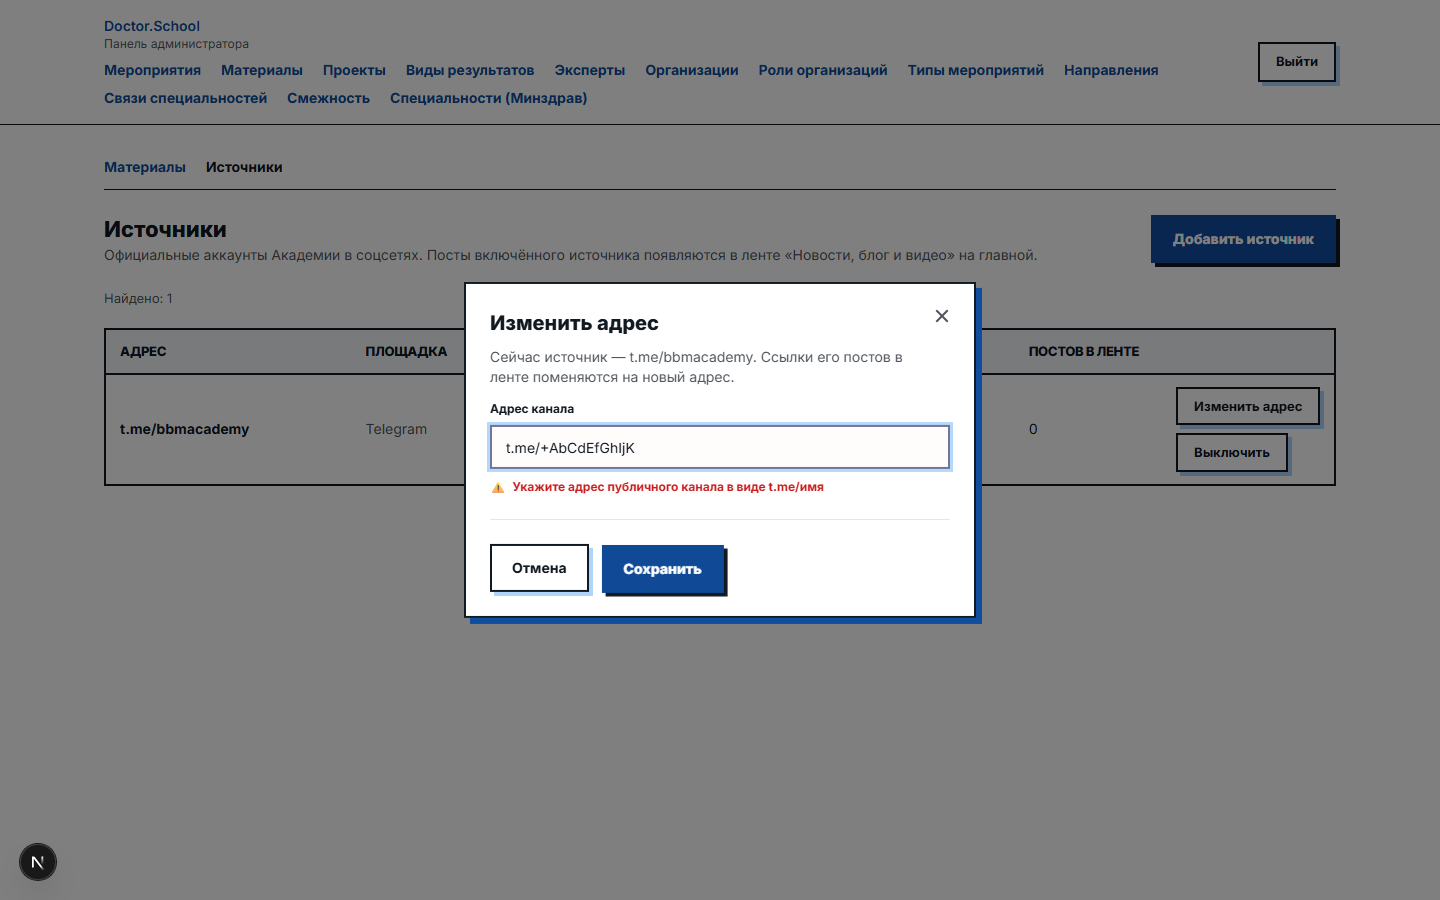 Doctor.School
Панель администратора
Мероприятия Материалы Проекты Виды результатов Эксперты Организации Роли организаций Типы мероприятий Направления
Связи специальностей Смежность Специальности (Минздрав)
Выйти
Материалы Источники
Источники
Официальные аккаунты Академии в соцсетях. Посты включённого источника появляются в ленте «Новости, блог и видео» на главной.
Добавить источник
Найдено: 1
АДРЕС ПЛОЩАДКА ПОСТОВ В ЛЕНТЕ
t.me/bbmacademy Telegram 0
Изменить адрес
Выключить
Изменить адрес
Сейчас источник — t.me/bbmacademy. Ссылки его постов в
ленте поменяются на новый адрес.
Адрес канала
t.me/+AbCdEfGhIjK
Укажите адрес публичного канала в виде t.me/имя
Отмена Сохранить
N